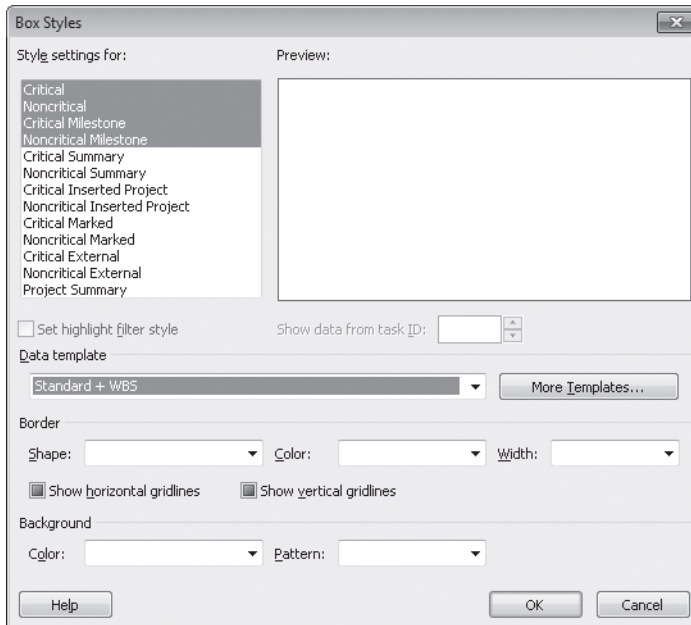 Box Styles
Style settings for:
Preview:
Critical
Noncritical
Critical Milestone
Noncritical Milestone
Critical Summary
Noncritical Summary
Critical Inserted Project
Noncritical Inserted Project
Critical Marked
Noncritical Marked
Critical External
Noncritical External
Project Summary
Set highlight filter style
Show data from task ID:
Data template
Standard + WBS
More Templates...
Border
Shape:
Color:
Width:
Show horizontal gridlines
Show vertical gridlines
Background
Color:
Pattern:
Help
OK
Cancel